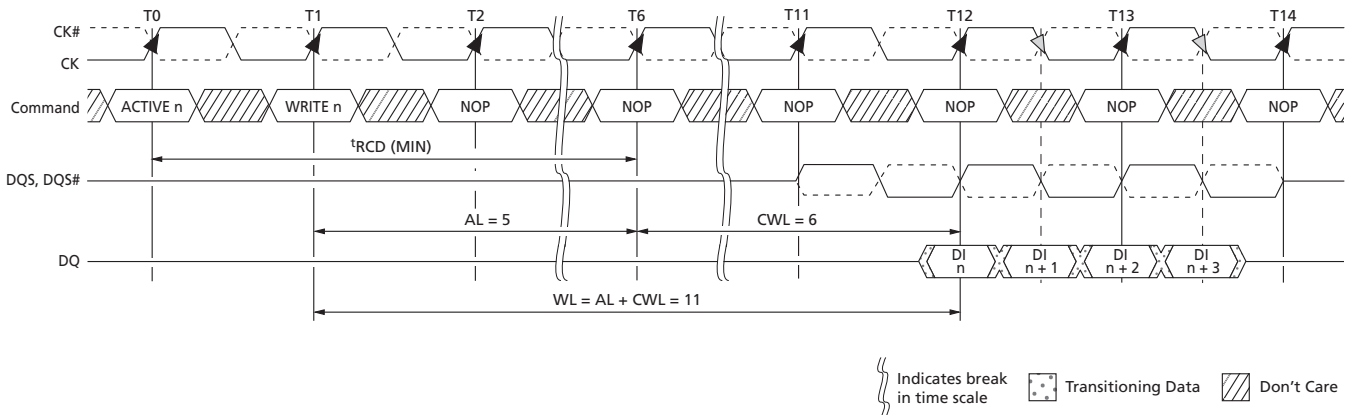 T0 T1 T2 T6 T11 T12 T13 T14
CK#
CK
Command ACTIVE n WRITE n NOP NOP NOP NOP NOP NOP
tRCD (MIN)
DQS, DQS#
AL = 5 CWL = 6
DQ DI n DI n + 1 DI n + 2 DI n + 3
WL = AL + CWL = 11
Indicates break in time scale Transitioning Data Don't Care